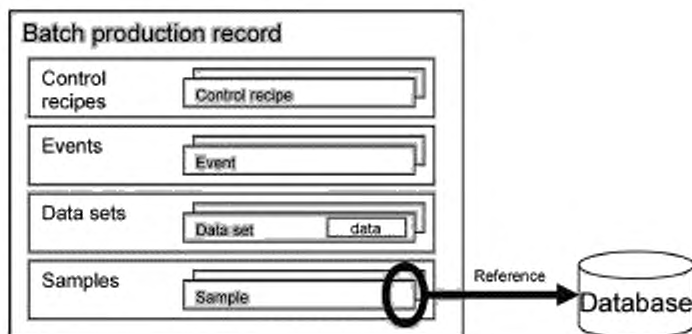 Batch production record
Control
recipes
Control recipe
Events
Event
Data sets
Data set
data
Samples
Sample
Reference
Database